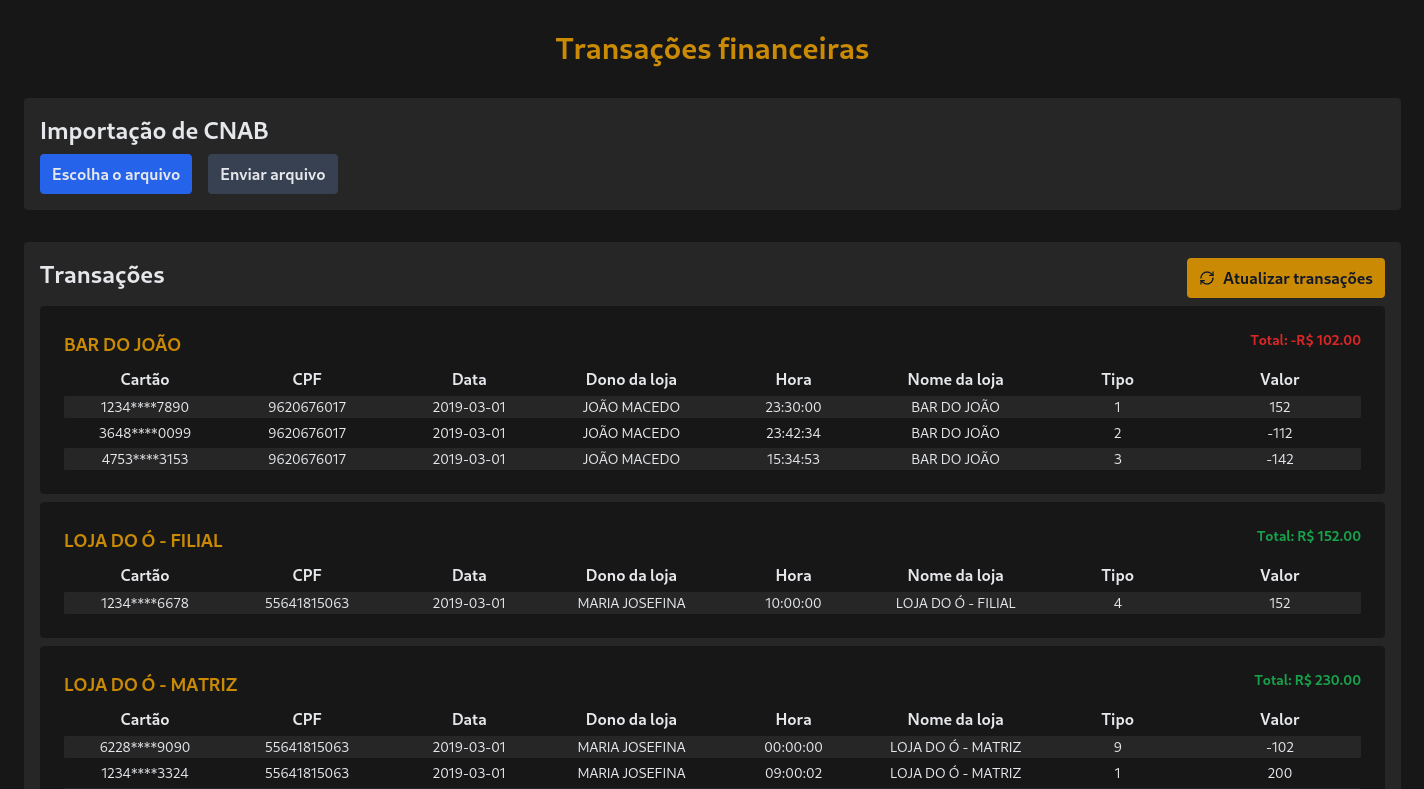 Transações financeiras
Importação de CNAB
Escolha o arquivo Enviar arquivo
Transações Atualizar transações
BAR DO JOÃO Total: -R$ 102.00
Cartão CPF Data Dono da loja Hora Nome da loja Tipo Valor
1234****7890 9620676017 2019-03-01 JOÃO MACEDO 23:30:00 BAR DO JOÃO 1 152
3648****0099 9620676017 2019-03-01 JOÃO MACEDO 23:42:34 BAR DO JOÃO 2 -112
4753****3153 9620676017 2019-03-01 JOÃO MACEDO 15:34:53 BAR DO JOÃO 3 -142
LOJA DO Ó - FILIAL Total: R$ 152.00
Cartão CPF Data Dono da loja Hora Nome da loja Tipo Valor
1234****6678 55641815063 2019-03-01 MARIA JOSEFINA 10:00:00 LOJA DO Ó - FILIAL 4 152
LOJA DO Ó - MATRIZ Total: R$ 230.00
Cartão CPF Data Dono da loja Hora Nome da loja Tipo Valor
6228****9090 55641815063 2019-03-01 MARIA JOSEFINA 00:00:00 LOJA DO Ó - MATRIZ 9 -102
1234****3324 55641815063 2019-03-01 MARIA JOSEFINA 09:00:02 LOJA DO Ó - MATRIZ 1 200